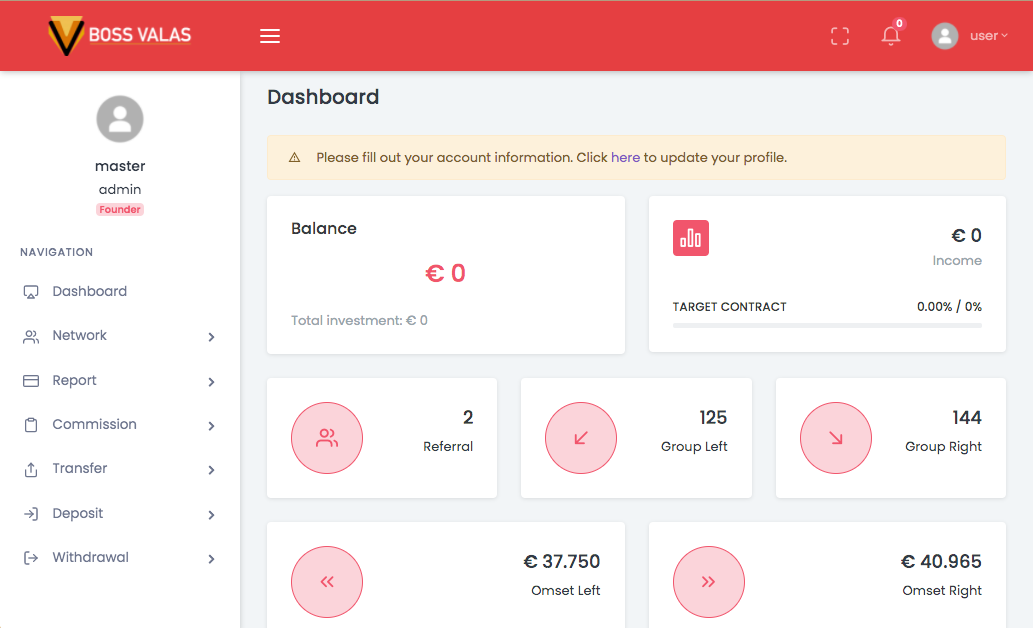 BOSS VALAS
0
user
master
admin
Founder
NAVIGATION
Dashboard
Network
Report
Commission
Transfer
Deposit
Withdrawal
Dashboard
Please fill out your account information. Click here to update your profile.
Balance
€ 0
Total investment: € 0
€ 0
Income
TARGET CONTRACT 0.00% / 0%
2
Referral
125
Group Left
144
Group Right
€ 37.750
Omset Left
€ 40.965
Omset Right